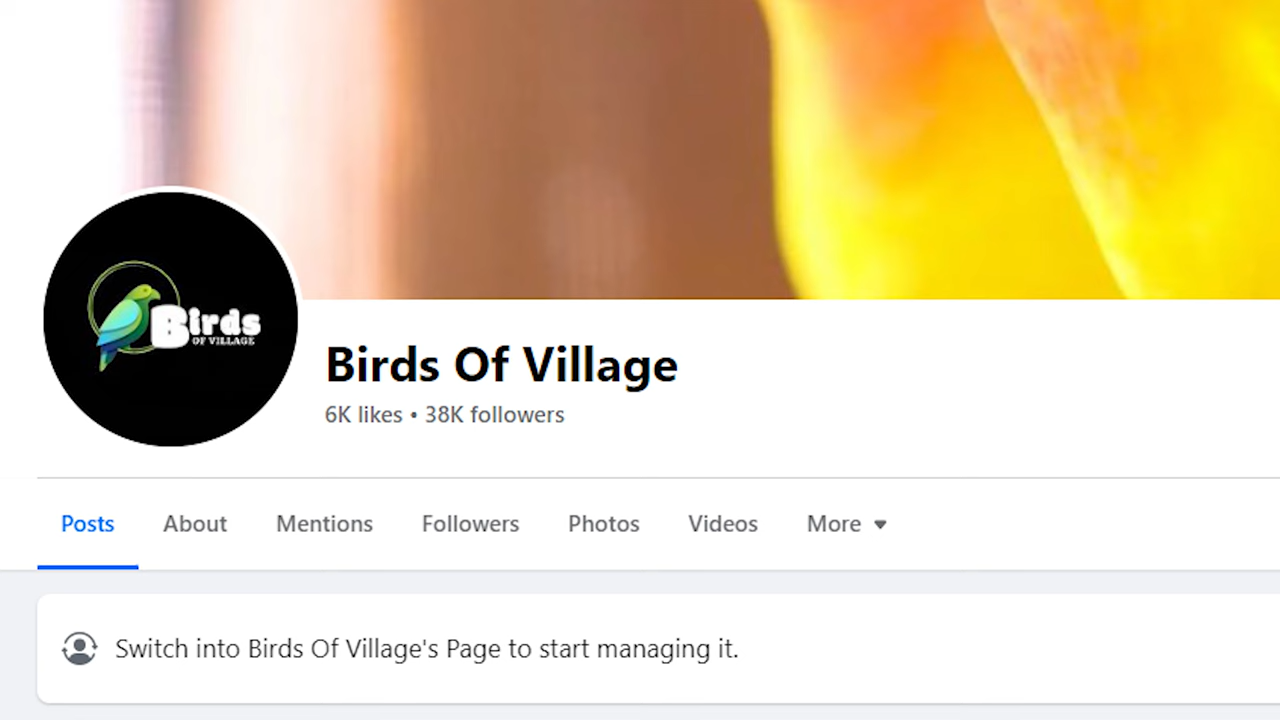 Birds
OF VILLAGE
Birds Of Village
6K likes • 38K followers
Posts About Mentions Followers Photos Videos More
Switch into Birds Of Village's Page to start managing it.